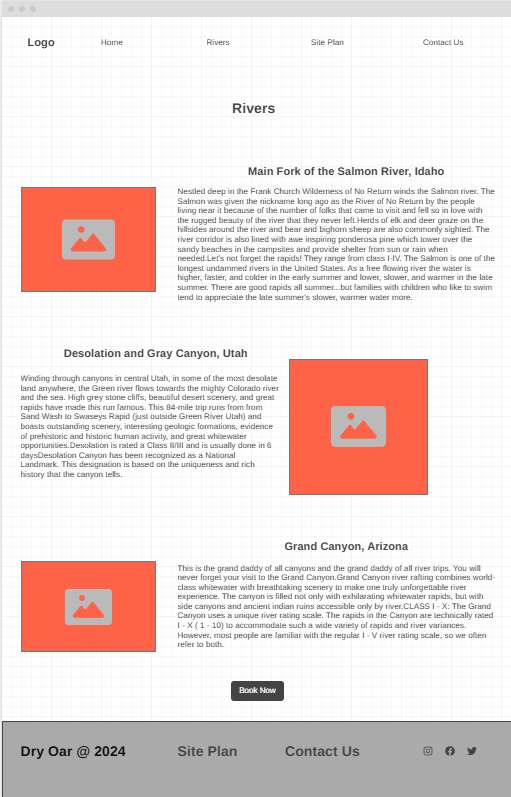 Logo
Home
Rivers
Site Plan
Contact Us
Rivers
Main Fork of the Salmon River, Idaho
Nestled deep in the Frank Church Wilderness of No Return winds the Salmon river. The
Salmon was given the nickname long ago as the River of No Return by the people
living near it because of the number of folks that came to visit and fell so in love with
the rugged beauty of the river that they never left.Herds of elk and deer graze on the
hillsides around the river and bear and bighorn sheep are also commonly sighted. The
river corridor is also lined with awe inspiring ponderosa pine which tower over the
sandy beaches in the campsites and provide shelter from sun or rain when
needed.Let's not forget the rapids! They range from class I-IV. The Salmon is one of the
longest undammed rivers in the United States. As a free flowing river the water is
higher, faster, and colder in the early summer and lower, slower, and warmer in the late
summer. There are good rapids all summer...but families with children who like to swim
tend to appreciate the late summer's slower, warmer water more.
Desolation and Gray Canyon, Utah
Winding through canyons in central Utah, in some of the most desolate
land anywhere, the Green river flows towards the mighty Colorado river
and the sea. High grey stone cliffs, beautiful desert scenery, and great
rapids have made this run famous. This 84-mile trip runs from from
Sand Wash to Swaseys Rapid (just outside Green River Utah) and
boasts outstanding scenery, interesting geologic formations, evidence
of prehistoric and historic human activity, and great whitewater
opportunities.Desolation is rated a Class II/III and is usually done in 6
daysDesolation Canyon has been recognized as a National
Landmark. This designation is based on the uniqueness and rich
history that the canyon tells.
Grand Canyon, Arizona
This is the grand daddy of all canyons and the grand daddy of all river trips. You will
never forget your visit to the Grand Canyon.Grand Canyon river rafting combines world-
class whitewater with breathtaking scenery to make one truly unforgettable river
experience. The canyon is filled not only with exhilarating whitewater rapids, but with
side canyons and ancient indian ruins accessible only by river.CLASS I - X: The Grand
Canyon uses a unique river rating scale. The rapids in the Canyon are technically rated
I - X ( 1 - 10) to accommodate such a wide variety of rapids and river variances.
However, most people are familiar with the regular I - V river rating scale, so we often
refer to both.
Book Now
Dry Oar @ 2024
Site Plan
Contact Us